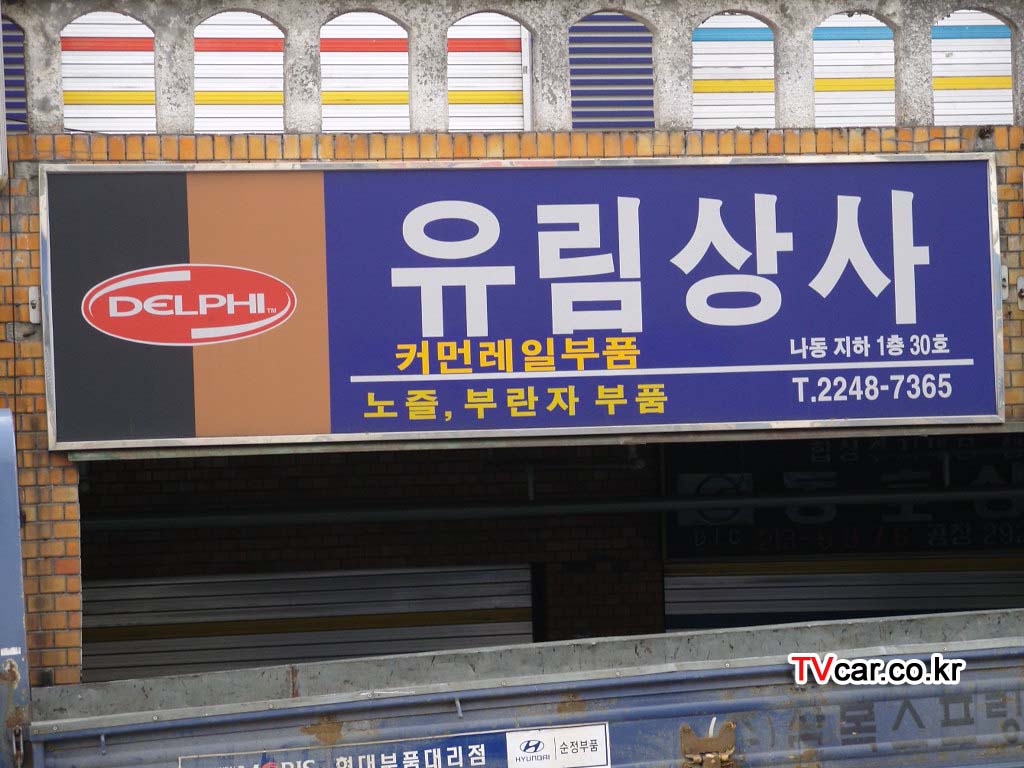 DELPHI™
유림상사
커먼레일부품
나동 지하 1층 30호
노즐, 부란자 부품
T.2248-7365
DIC
TVcar.co.kr
현대부품대리점
HYUNDAI
순정부품